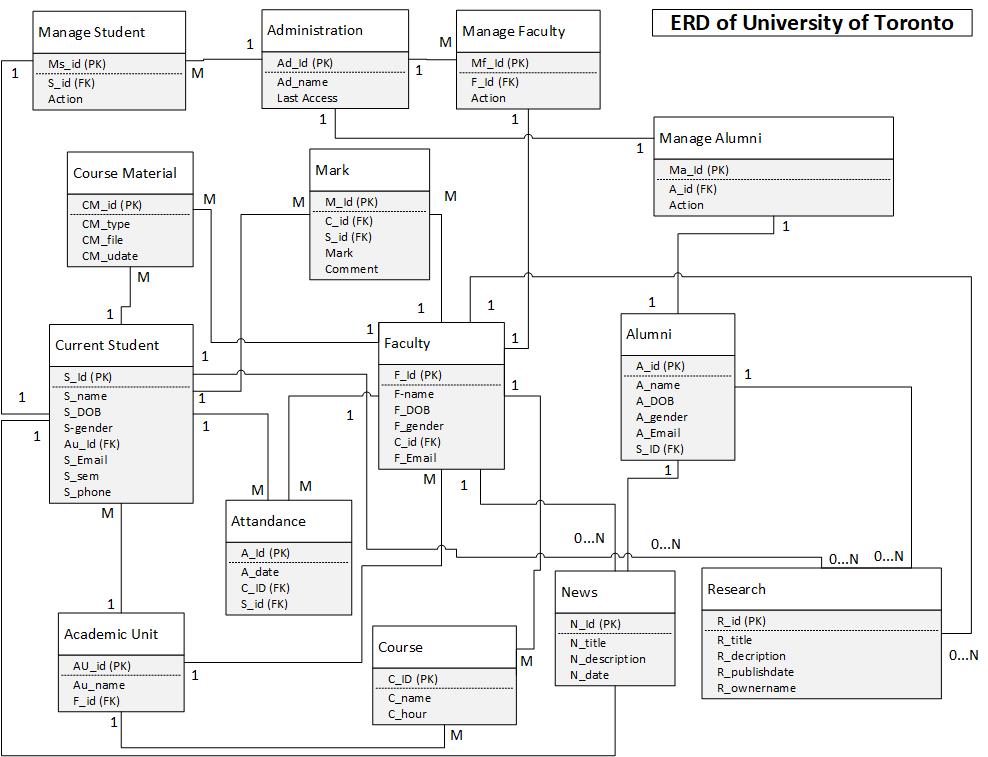 ERD of University of Toronto
Manage Student
Ms_id (PK)
S_id (FK)
Action
1
M
1
Administration
Ad_Id (PK)
Ad_name
Last Access
1
M
1
Manage Faculty
Mf_Id (PK)
F_Id (FK)
Action
1
Manage Alumni
Ma_Id (PK)
A_id (FK)
Action
1
1
Course Material
CM_id (PK)
CM_type
CM_file
CM_udate
M
M
Mark
M_Id (PK)
C_id (FK)
S_id (FK)
Mark
Comment
M
M
Current Student
S_Id (PK)
S_name
S_DOB
S-gender
Au_Id (FK)
S_Email
S_sem
S_phone
1
1
1
1
1
1
M
Faculty
F_Id (PK)
F-name
F_DOB
F_gender
C_id (FK)
F_Email
1
1
1
1
1
1
M
1
Alumni
A_id (PK)
A_name
A_DOB
A_gender
A_Email
S_ID (FK)
1
1
1
Attandance
A_Id (PK)
A_date
C_ID (FK)
S_id (FK)
M
M
Academic Unit
AU_id (PK)
Au_name
F_id (FK)
1
1
1
Course
C_ID (PK)
C_name
C_hour
M
M
News
N_Id (PK)
N_title
N_description
N_date
0...N
0...N
Research
R_id (PK)
R_title
R_decription
R_publishdate
R_ownername
0...N
0...N
0...N